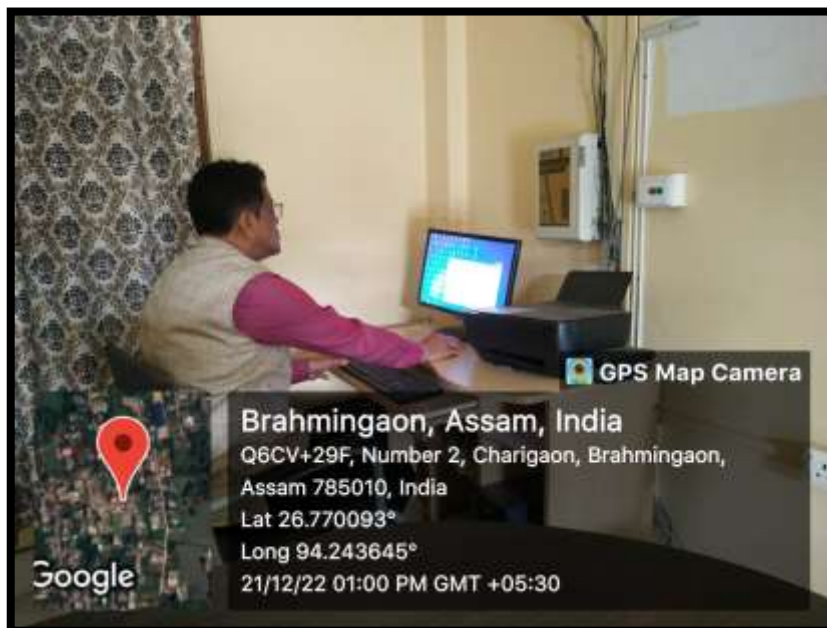 GPS Map Camera
Brahmingaon, Assam, India
Q6CV+29F, Number 2, Charigaon, Brahmingaon,
Assam 785010, India
Lat 26.770093°
Long 94.243645°
21/12/22 01:00 PM GMT +05:30
Google